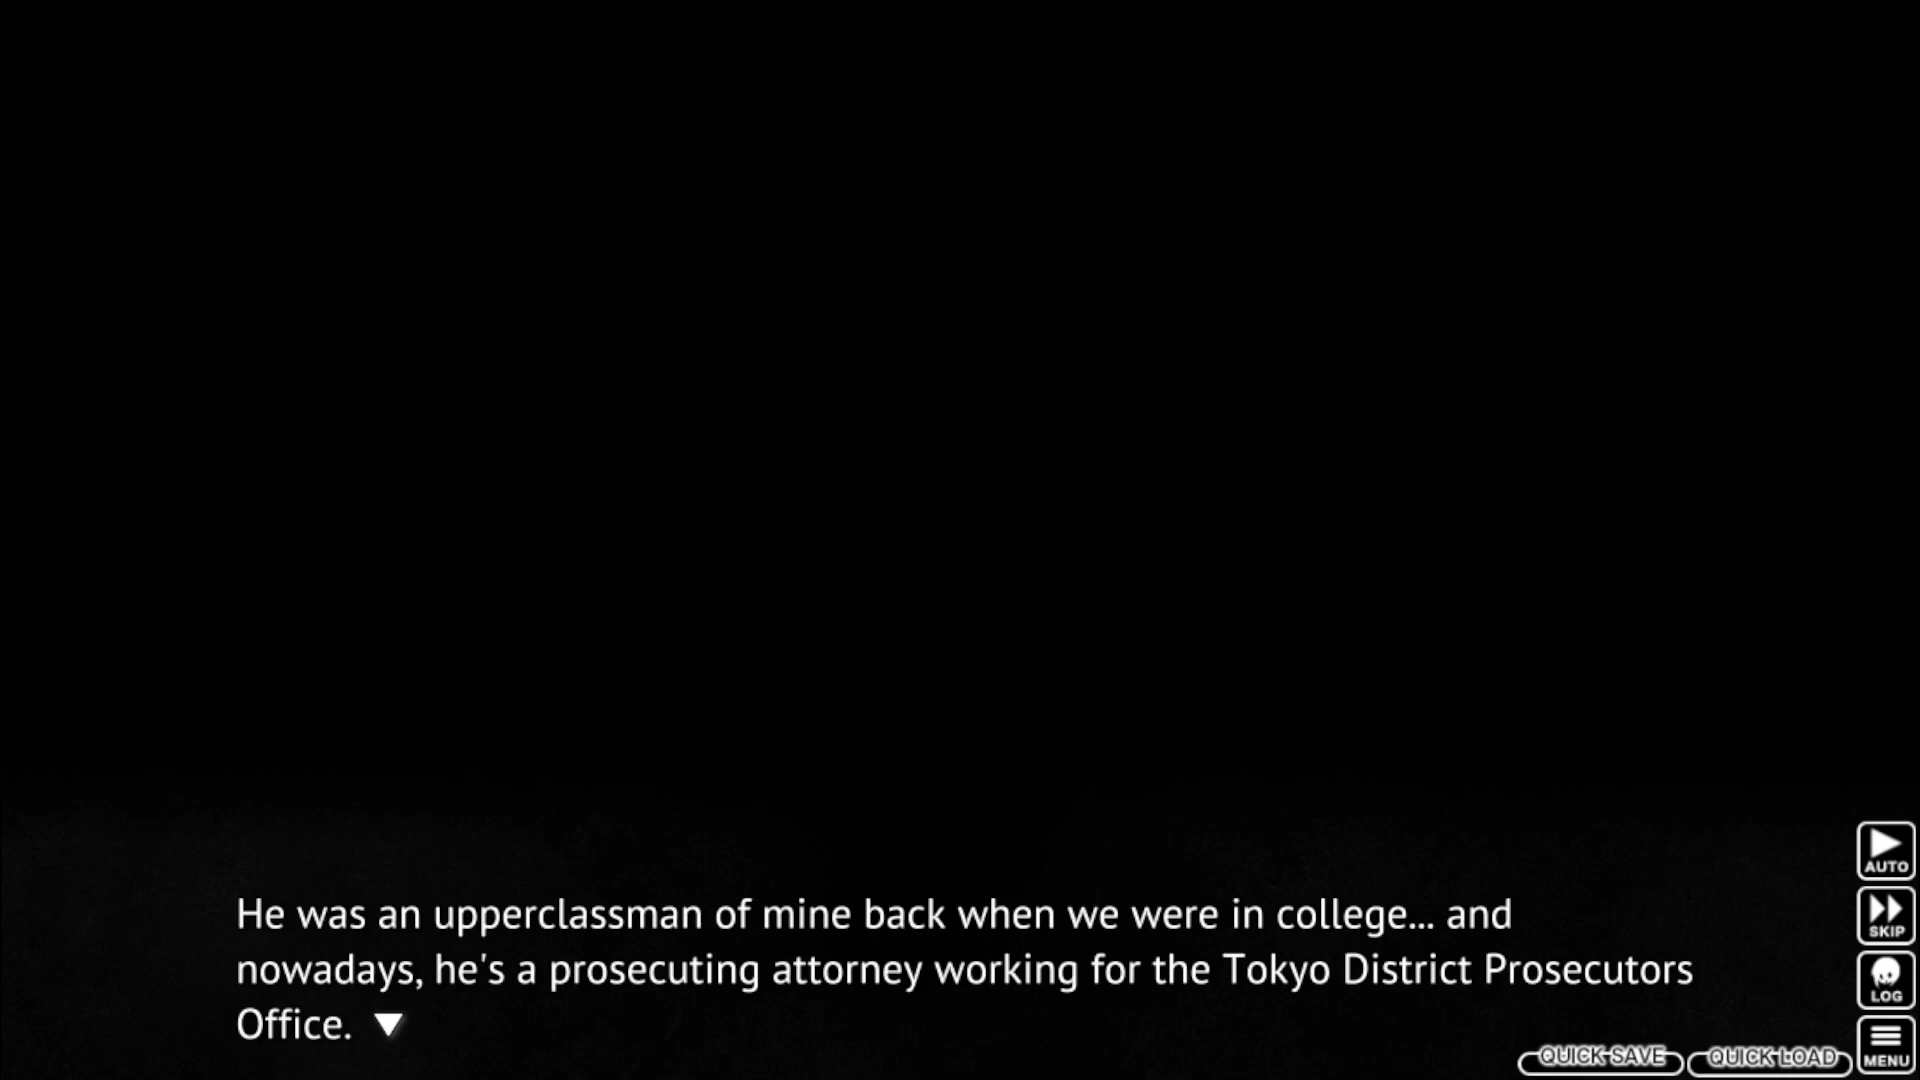 He was an upperclassman of mine back when we were in college... and
nowadays, he's a prosecuting attorney working for the Tokyo District Prosecutors
Office.
AUTO
SKIP
LOG
MENU
QUICK SAVE
QUICK LOAD